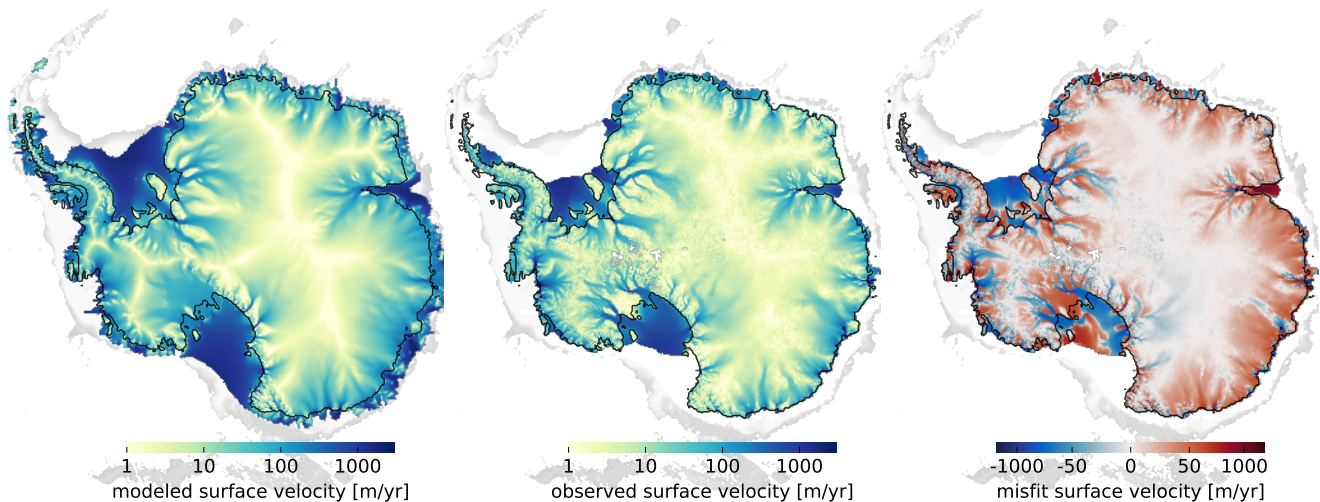 1 10 100 1000
modeled surface velocity [m/yr]
1 10 100 1000
observed surface velocity [m/yr]
-1000 -50 0 50 1000
misfit surface velocity [m/yr]